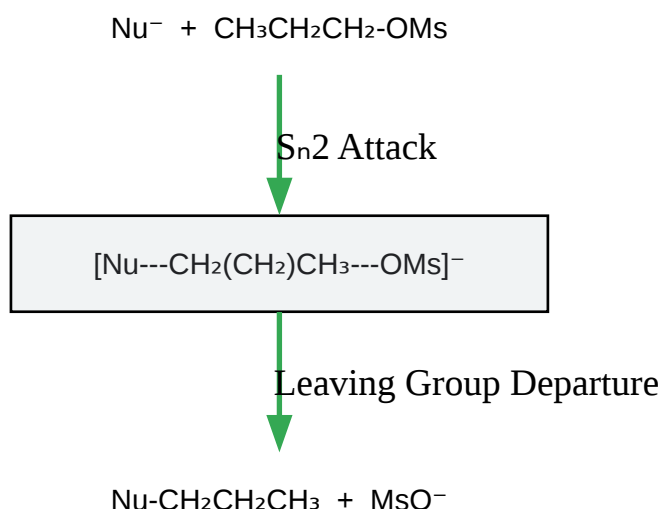 Nu⁻ + CH₃CH₂CH₂-OMs
Sₙ2 Attack
[Nu---CH₂(CH₂)CH₃---OMs]⁻
Leaving Group Departure
Nu-CH₂CH₂CH₃ + MsO⁻